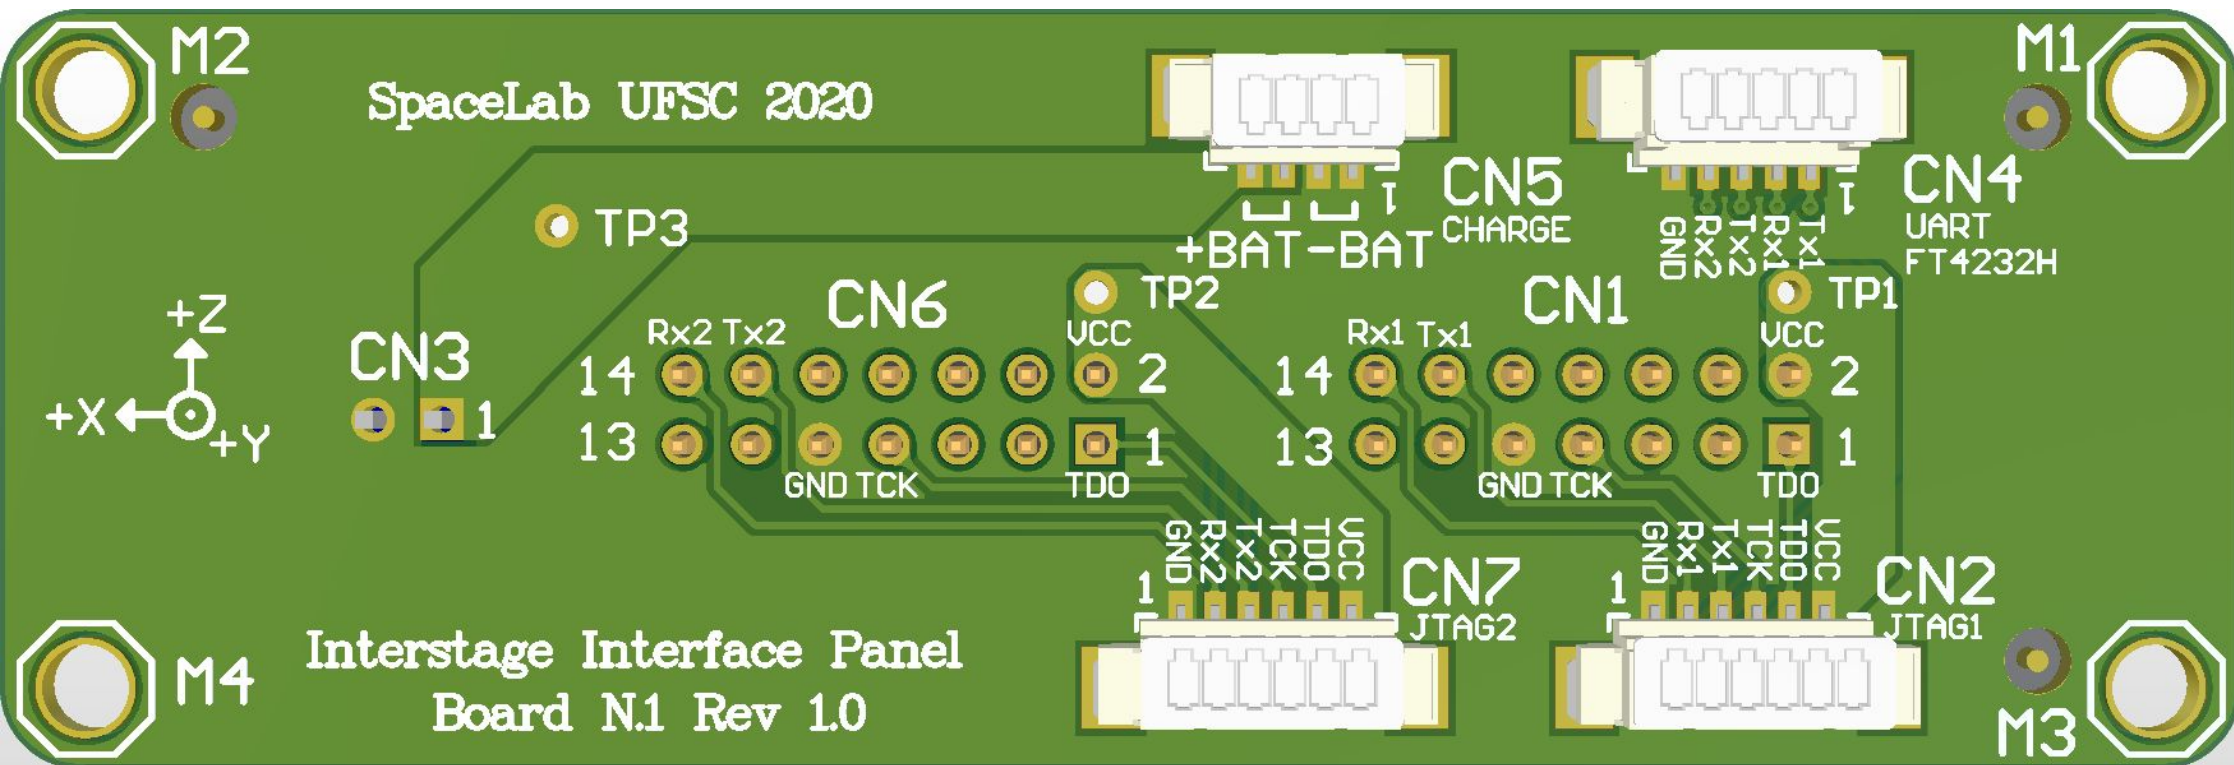 M2
M1
SpaceLab UFSC 2020
CN5
CHARGE
1
+BAT-BAT
CN4
UART
FT4232H
1
GND
Rx2
Tx2
Rx1
Tx1
TP3
TP2
TP1
+Z
+X
+Y
CN3
1
CN6
Rx2 Tx2
VCC
14
2
13
1
GND TCK
TDO
CN1
Rx1 Tx1
VCC
14
2
13
1
GND TCK
TDO
GND
Rx2
Tx2
TCK
TDO
VCC
1
CN7
JTAG2
GND
Rx1
Tx1
TCK
TDO
VCC
1
CN2
JTAG1
M4
Interstage Interface Panel
Board N.1 Rev 1.0
M3